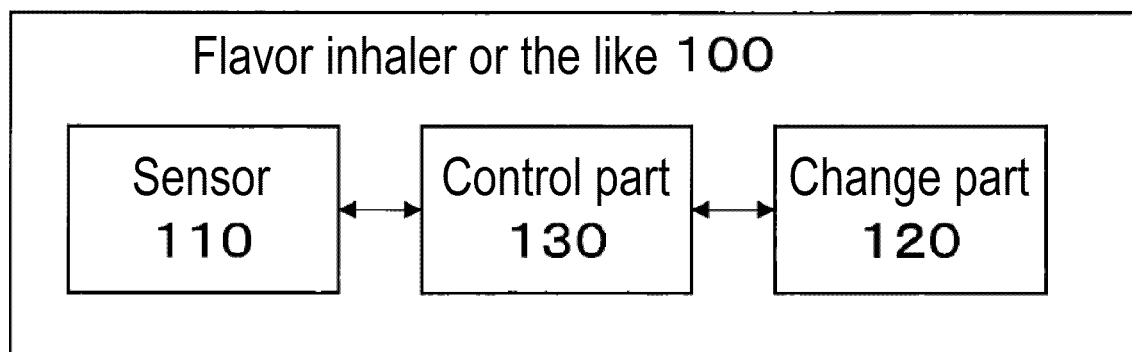 Flavor inhaler or the like 100
Sensor
110
Control part
130
Change part
120